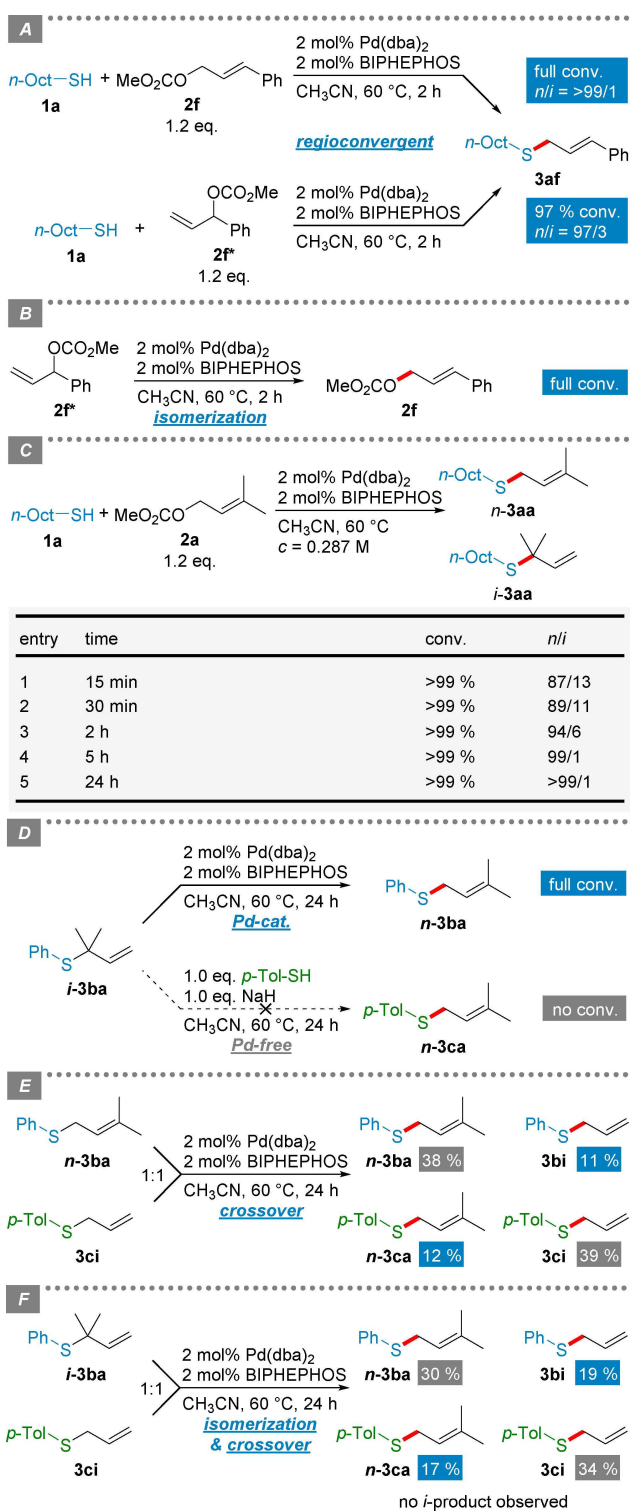 A
n-Oct–SH + MeO₂CO Ph
1a 2f
1.2 eq.
2 mol% Pd(dba)₂
2 mol% BIPHEPHOS
CH₃CN, 60 °C, 2 h
full conv.
n/i = >99/1
regioconvergent
n-Oct S Ph
3af
n-Oct–SH + OCO₂Me Ph
1a 2f*
1.2 eq.
2 mol% Pd(dba)₂
2 mol% BIPHEPHOS
CH₃CN, 60 °C, 2 h
97 % conv.
n/i = 97/3
B
OCO₂Me
Ph
2f*
2 mol% Pd(dba)₂
2 mol% BIPHEPHOS
CH₃CN, 60 °C, 2 h
isomerization
MeO₂CO Ph
2f
full conv.
C
n-Oct–SH + MeO₂CO
1a 2a
1.2 eq.
2 mol% Pd(dba)₂
2 mol% BIPHEPHOS
CH₃CN, 60 °C
c = 0.287 M
n-Oct S
n-3aa
n-Oct S
i-3aa
entry time conv. n/i
1 15 min >99 % 87/13
2 30 min >99 % 89/11
3 2 h >99 % 94/6
4 5 h >99 % 99/1
5 24 h >99 % >99/1
D
Ph S
i-3ba
2 mol% Pd(dba)₂
2 mol% BIPHEPHOS
CH₃CN, 60 °C, 24 h
Pd-cat.
Ph S
n-3ba
full conv.
1.0 eq. p-Tol-SH
1.0 eq. NaH
CH₃CN, 60 °C, 24 h
Pd-free
p-Tol S
n-3ca
no conv.
E
Ph S
n-3ba
p-Tol S
3ci
1:1
2 mol% Pd(dba)₂
2 mol% BIPHEPHOS
CH₃CN, 60 °C, 24 h
crossover
Ph S
n-3ba 38 %
Ph S
3bi 11 %
p-Tol S
n-3ca 12 %
p-Tol S
3ci 39 %
F
Ph S
i-3ba
p-Tol S
3ci
1:1
2 mol% Pd(dba)₂
2 mol% BIPHEPHOS
CH₃CN, 60 °C, 24 h
isomerization
& crossover
Ph S
n-3ba 30 %
Ph S
3bi 19 %
p-Tol S
n-3ca 17 %
p-Tol S
3ci 34 %
no i-product observed